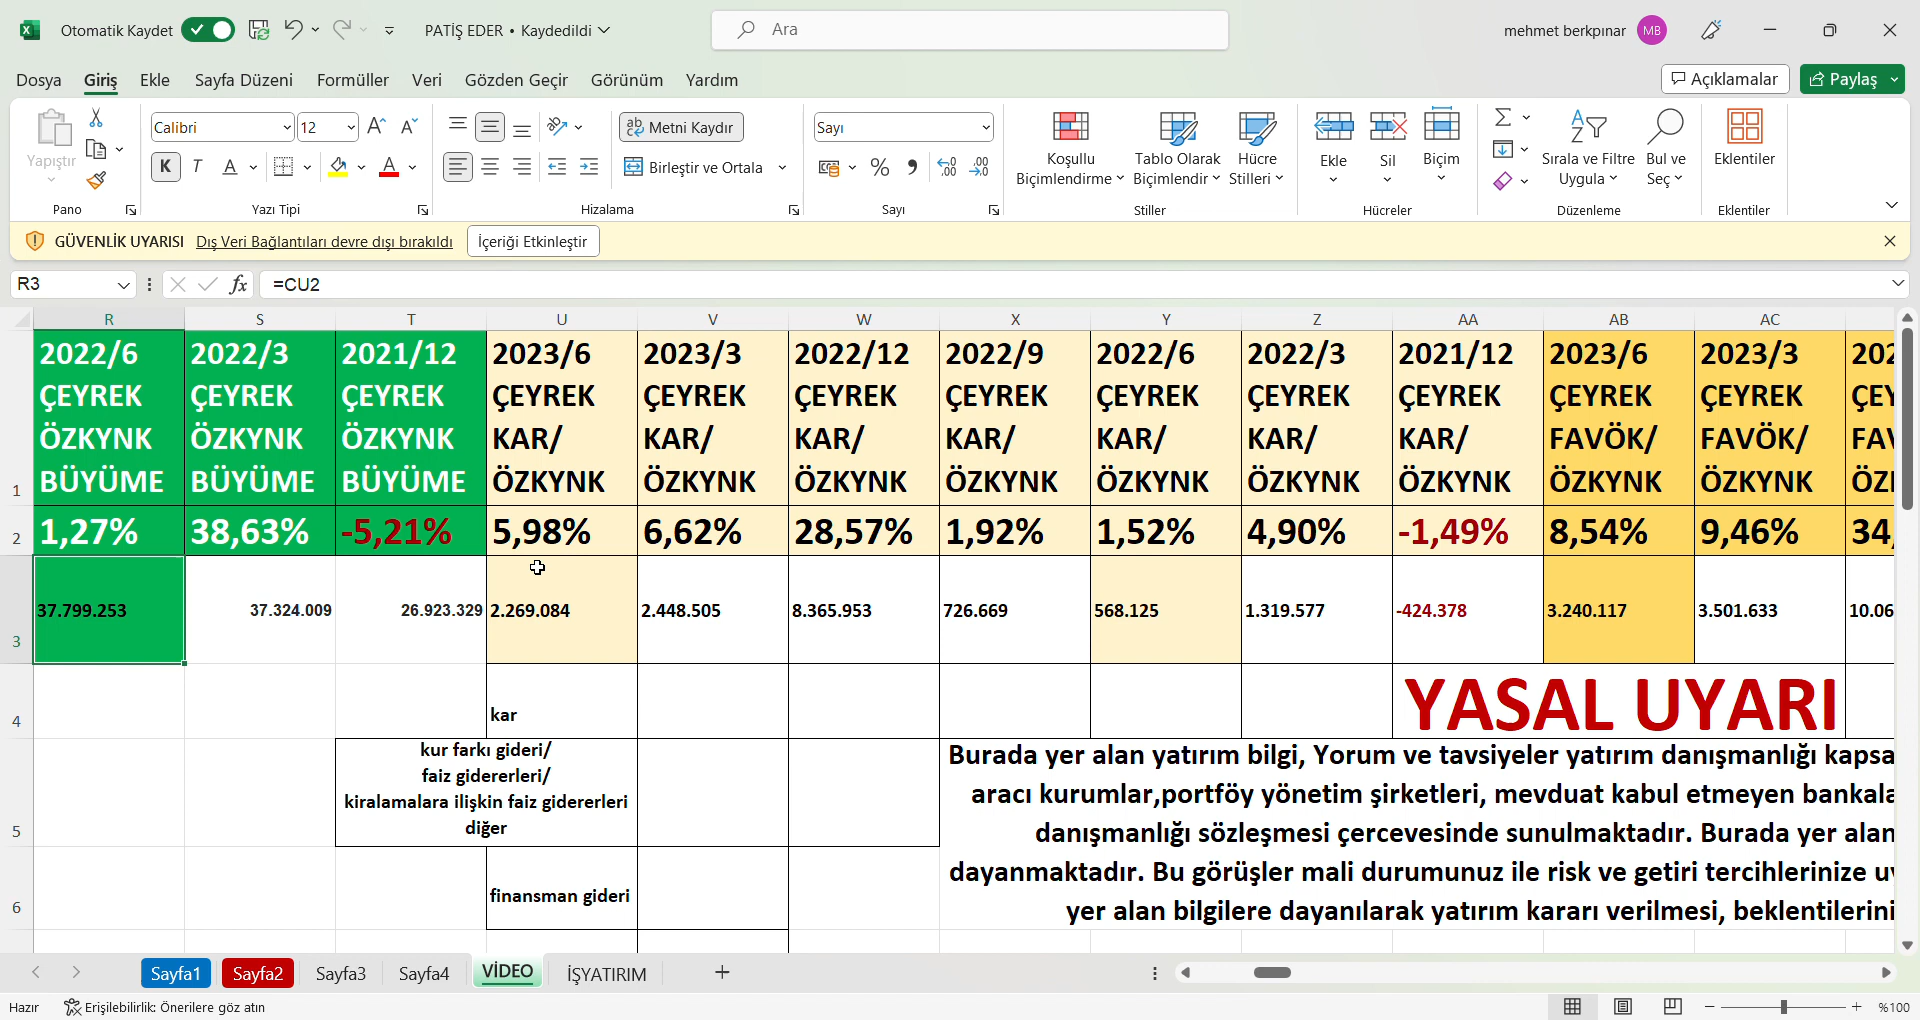 Otomatik Kaydet
PATİŞ EDER • Kaydedildi
Ara
mehmet berkpınar
MB
Dosya Giriş Ekle Sayfa Düzeni Formüller Veri Gözden Geçir Görünüm Yardım
Açıklamalar
Paylaş
Yapıştır
Calibri
12
K T A
Metni Kaydır
Birleştir ve Ortala
Sayı
Koşullu
Biçimlendirme
Tablo Olarak
Biçimlendir
Hücre
Stilleri
Ekle
Sil
Biçim
Sırala ve Filtre
Uygula
Bul ve
Seç
Eklentiler
Pano
Yazı Tipi
Hizalama
Sayı
Stiller
Hücreler
Düzenleme
Eklentiler
GÜVENLİK UYARISI Dış Veri Bağlantıları devre dışı bırakıldı İçeriği Etkinleştir
R3
fx
=CU2
R S T U V W X Y Z AA AB AC
1
2022/6 ÇEYREK ÖZKYNK BÜYÜME
2022/3 ÇEYREK ÖZKYNK BÜYÜME
2021/12 ÇEYREK ÖZKYNK BÜYÜME
2023/6 ÇEYREK KAR/ ÖZKYNK
2023/3 ÇEYREK KAR/ ÖZKYNK
2022/12 ÇEYREK KAR/ ÖZKYNK
2022/9 ÇEYREK KAR/ ÖZKYNK
2022/6 ÇEYREK KAR/ ÖZKYNK
2022/3 ÇEYREK KAR/ ÖZKYNK
2021/12 ÇEYREK KAR/ ÖZKYNK
2023/6 ÇEYREK FAVÖK/ ÖZKYNK
2023/3 ÇEYREK FAVÖK/ ÖZKYNK
2 1,27% 38,63% -5,21% 5,98% 6,62% 28,57% 1,92% 1,52% 4,90% -1,49% 8,54% 9,46% 34,
3 37.799.253 37.324.009 26.923.329 2.269.084 2.448.505 8.365.953 726.669 568.125 1.319.577 -424.378 3.240.117 3.501.633 10.06
4 kar YASAL UYARI
5
kur farkı gideri/
faiz gidererleri/
kiralamalara ilişkin faiz gidererleri
diğer
Burada yer alan yatırım bilgi, Yorum ve tavsiyeler yatırım danışmanlığı kapsa
aracı kurumlar,portföy yönetim şirketleri, mevduat kabul etmeyen bankala
danışmanlığı sözleşmesi çercevesinde sunulmaktadır. Burada yer alan
6
finansman gideri
dayanmaktadır. Bu görüşler mali durumunuz ile risk ve getiri tercihlerinize
yer alan bilgilere dayanılarak yatırım kararı verilmesi, beklentilerini
Sayfa1 Sayfa2 Sayfa3 Sayfa4 VİDEO İŞYATIRIM
Hazır
Erişilebilirlik: Önerilere göz atın
%100